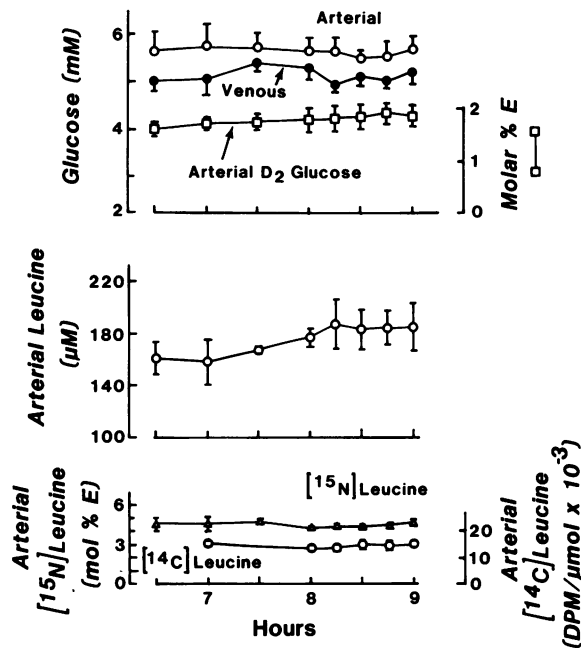 Arterial
Venous
Arterial D2 Glucose
Glucose (mM)
6
4
2
Molar % E
2
1
0
Arterial Leucine
(µM)
220
180
140
100
Arterial
[15N]Leucine
(mol % E)
6
3
0
[15N]Leucine
[14C]Leucine
20
10
0
Arterial
[14C]Leucine
(DPM/µmol x 10-3)
7
8
9
Hours